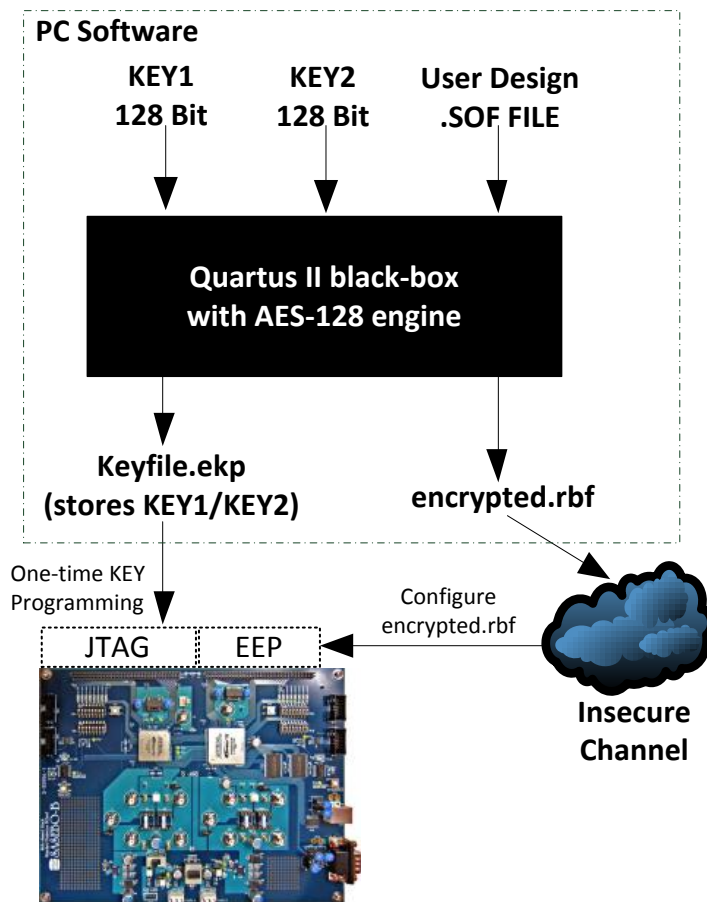 PC Software
KEY1
128 Bit
KEY2
128 Bit
User Design
.SOF FILE
Quartus II black-box
with AES-128 engine
Keyfile.ekp
(stores KEY1/KEY2)
encrypted.rbf
One-time KEY
Programming
Configure
encrypted.rbf
JTAG
EEP
Insecure
Channel
SASEBO-B